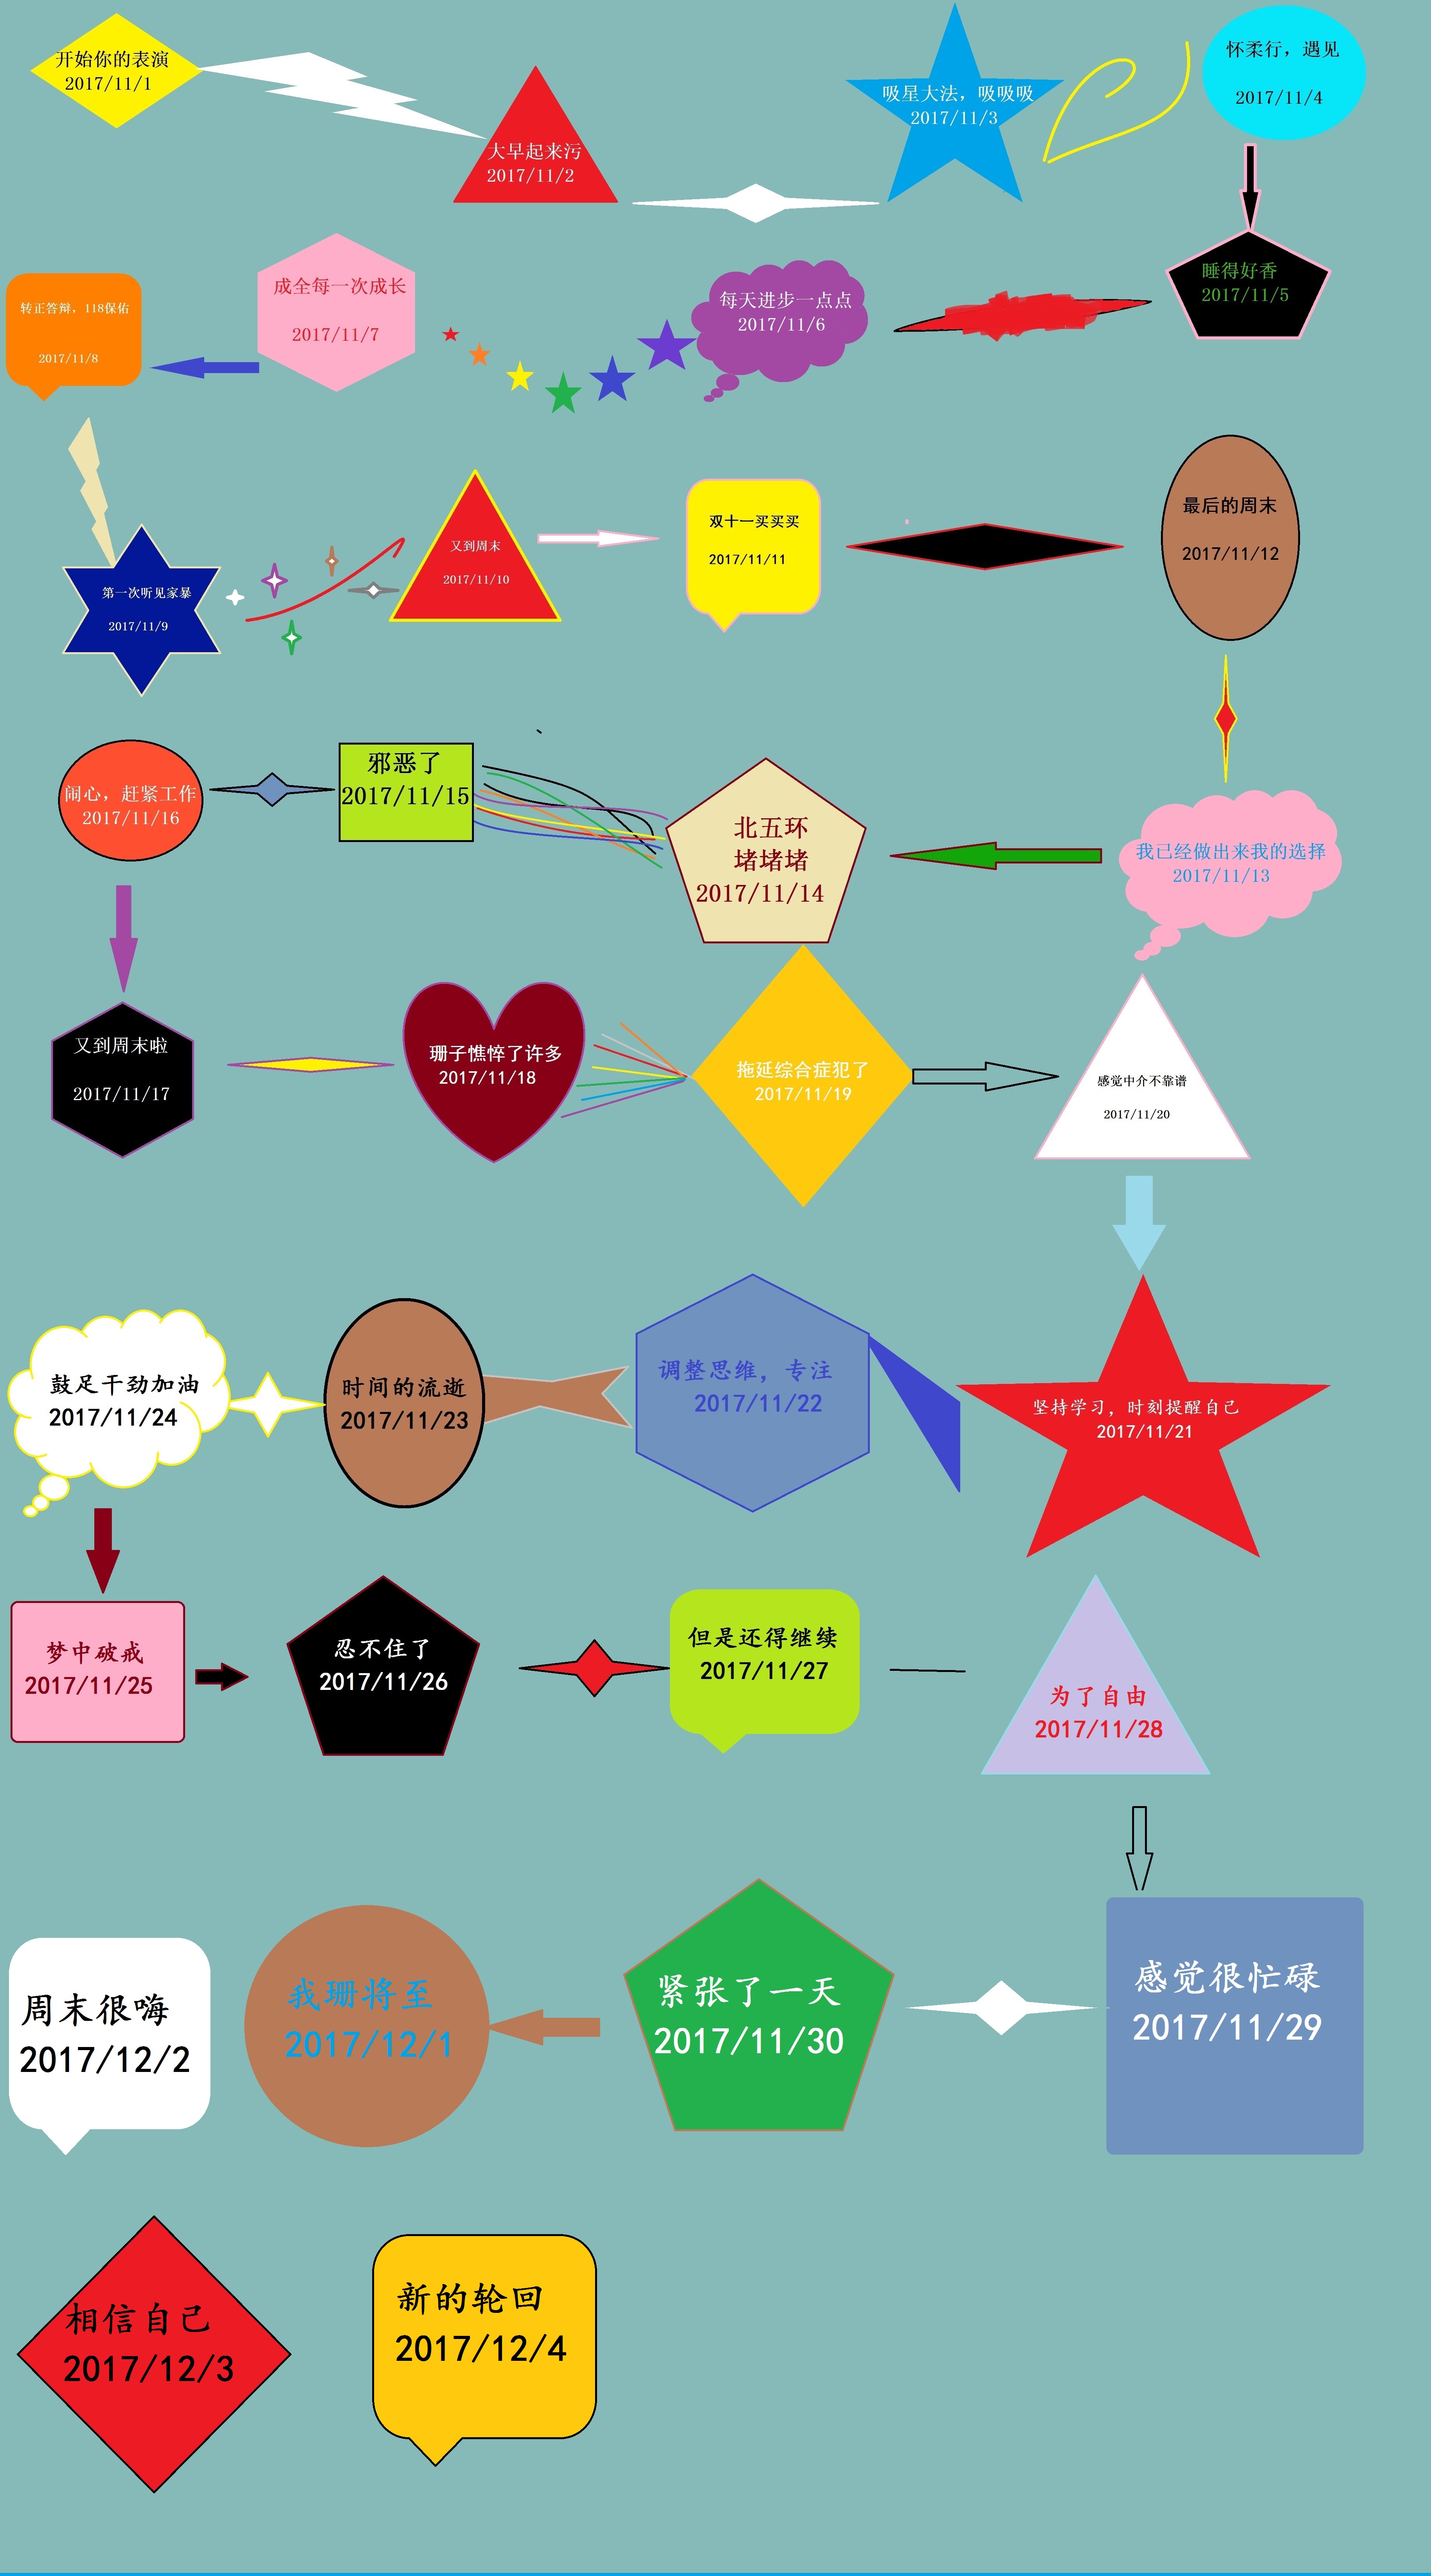 开始你的表演
2017/11/1
大早起来污
2017/11/2
吸星大法，吸吸吸
2017/11/3
怀柔行，遇见
2017/11/4
睡得好香
2017/11/5
每天进步一点点
2017/11/6
成全每一次成长
2017/11/7
转正答辩，118保佑
2017/11/8
第一次听见家暴
2017/11/9
又到周末
2017/11/10
双十一买买买
2017/11/11
最后的周末
2017/11/12
我已经做出来我的选择
2017/11/13
北五环
堵堵堵
2017/11/14
邪恶了
2017/11/15
闹心，赶紧工作
2017/11/16
又到周末啦
2017/11/17
珊子憔悴了许多
2017/11/18
拖延综合症犯了
2017/11/19
感觉中介不靠谱
2017/11/20
坚持学习，时刻提醒自己
2017/11/21
调整思维，专注
2017/11/22
时间的流逝
2017/11/23
鼓足干劲加油
2017/11/24
梦中破戒
2017/11/25
忍不住了
2017/11/26
但是还得继续
2017/11/27
为了自由
2017/11/28
感觉很忙碌
2017/11/29
紧张了一天
2017/11/30
我珊将至
2017/12/1
周末很嗨
2017/12/2
相信自己
2017/12/3
新的轮回
2017/12/4